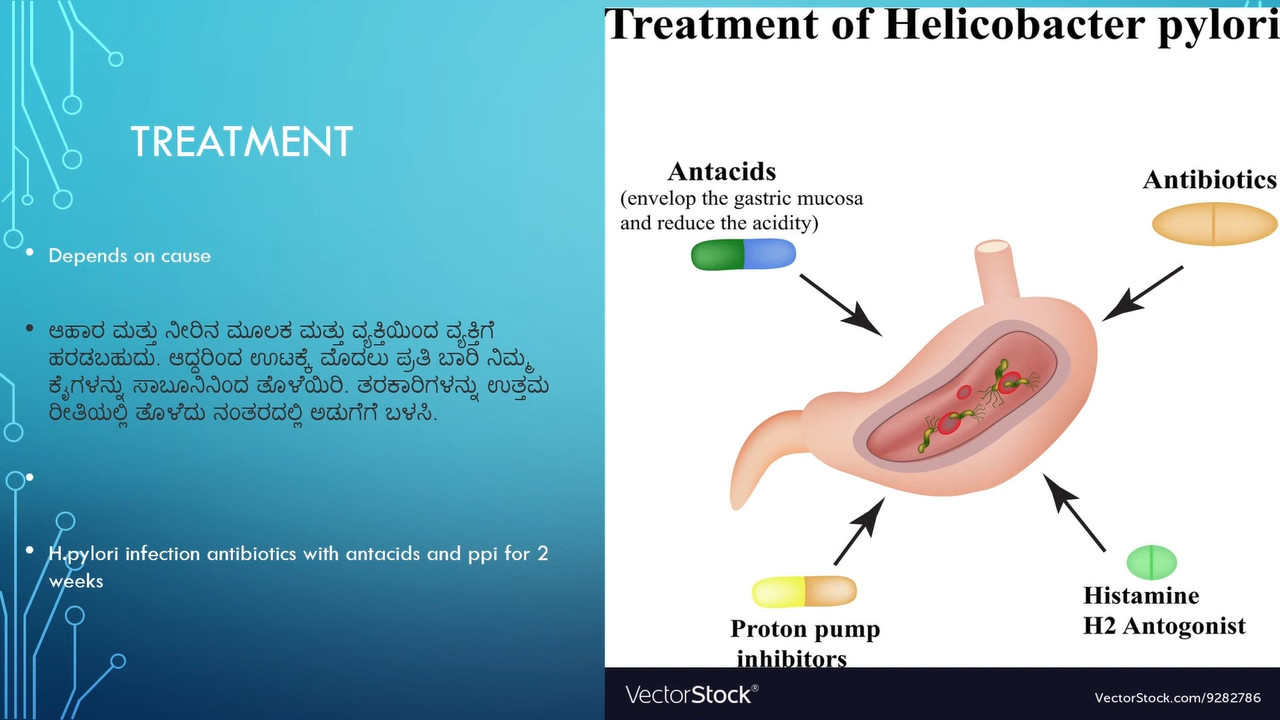 TREATMENT
Depends on cause
ಆಹಾರ ಮತ್ತು ನೀರಿನ ಮೂಲಕ ಮತ್ತು ವ್ಯಕ್ತಿಯಿಂದ ವ್ಯಕ್ತಿಗೆ
ಹರಡಬಹುದು. ಆದ್ದರಿಂದ ಊಟಕ್ಕೆ ಮೊದಲು ಪ್ರತಿ ಬಾರಿ ನಿಮ್ಮ
ಕೈಗಳನ್ನು ಸಾಬೂನಿನಿಂದ ತೊಳೆಯಿರಿ. ತರಕಾರಿಗಳನ್ನು ಉತ್ತಮ
ರೀತಿಯಲ್ಲಿ ತೊಳೆದು ನಂತರದಲ್ಲಿ ಅಡುಗೆಗೆ ಬಳಸಿ.
H.pylori infection antibiotics with antacids and ppi for 2
weeks
Treatment of Helicobacter pylori
Antacids
(envelop the gastric mucosa
and reduce the acidity)
Antibiotics
Proton pump
inhibitors
Histamine
H2 Antogonist
VectorStock®
VectorStock.com/9282786